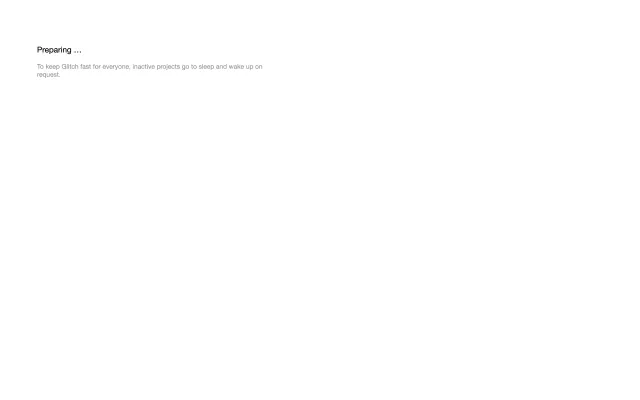 Preparing ...
To keep Glitch fast for everyone, inactive projects go to sleep and wake up on
request.